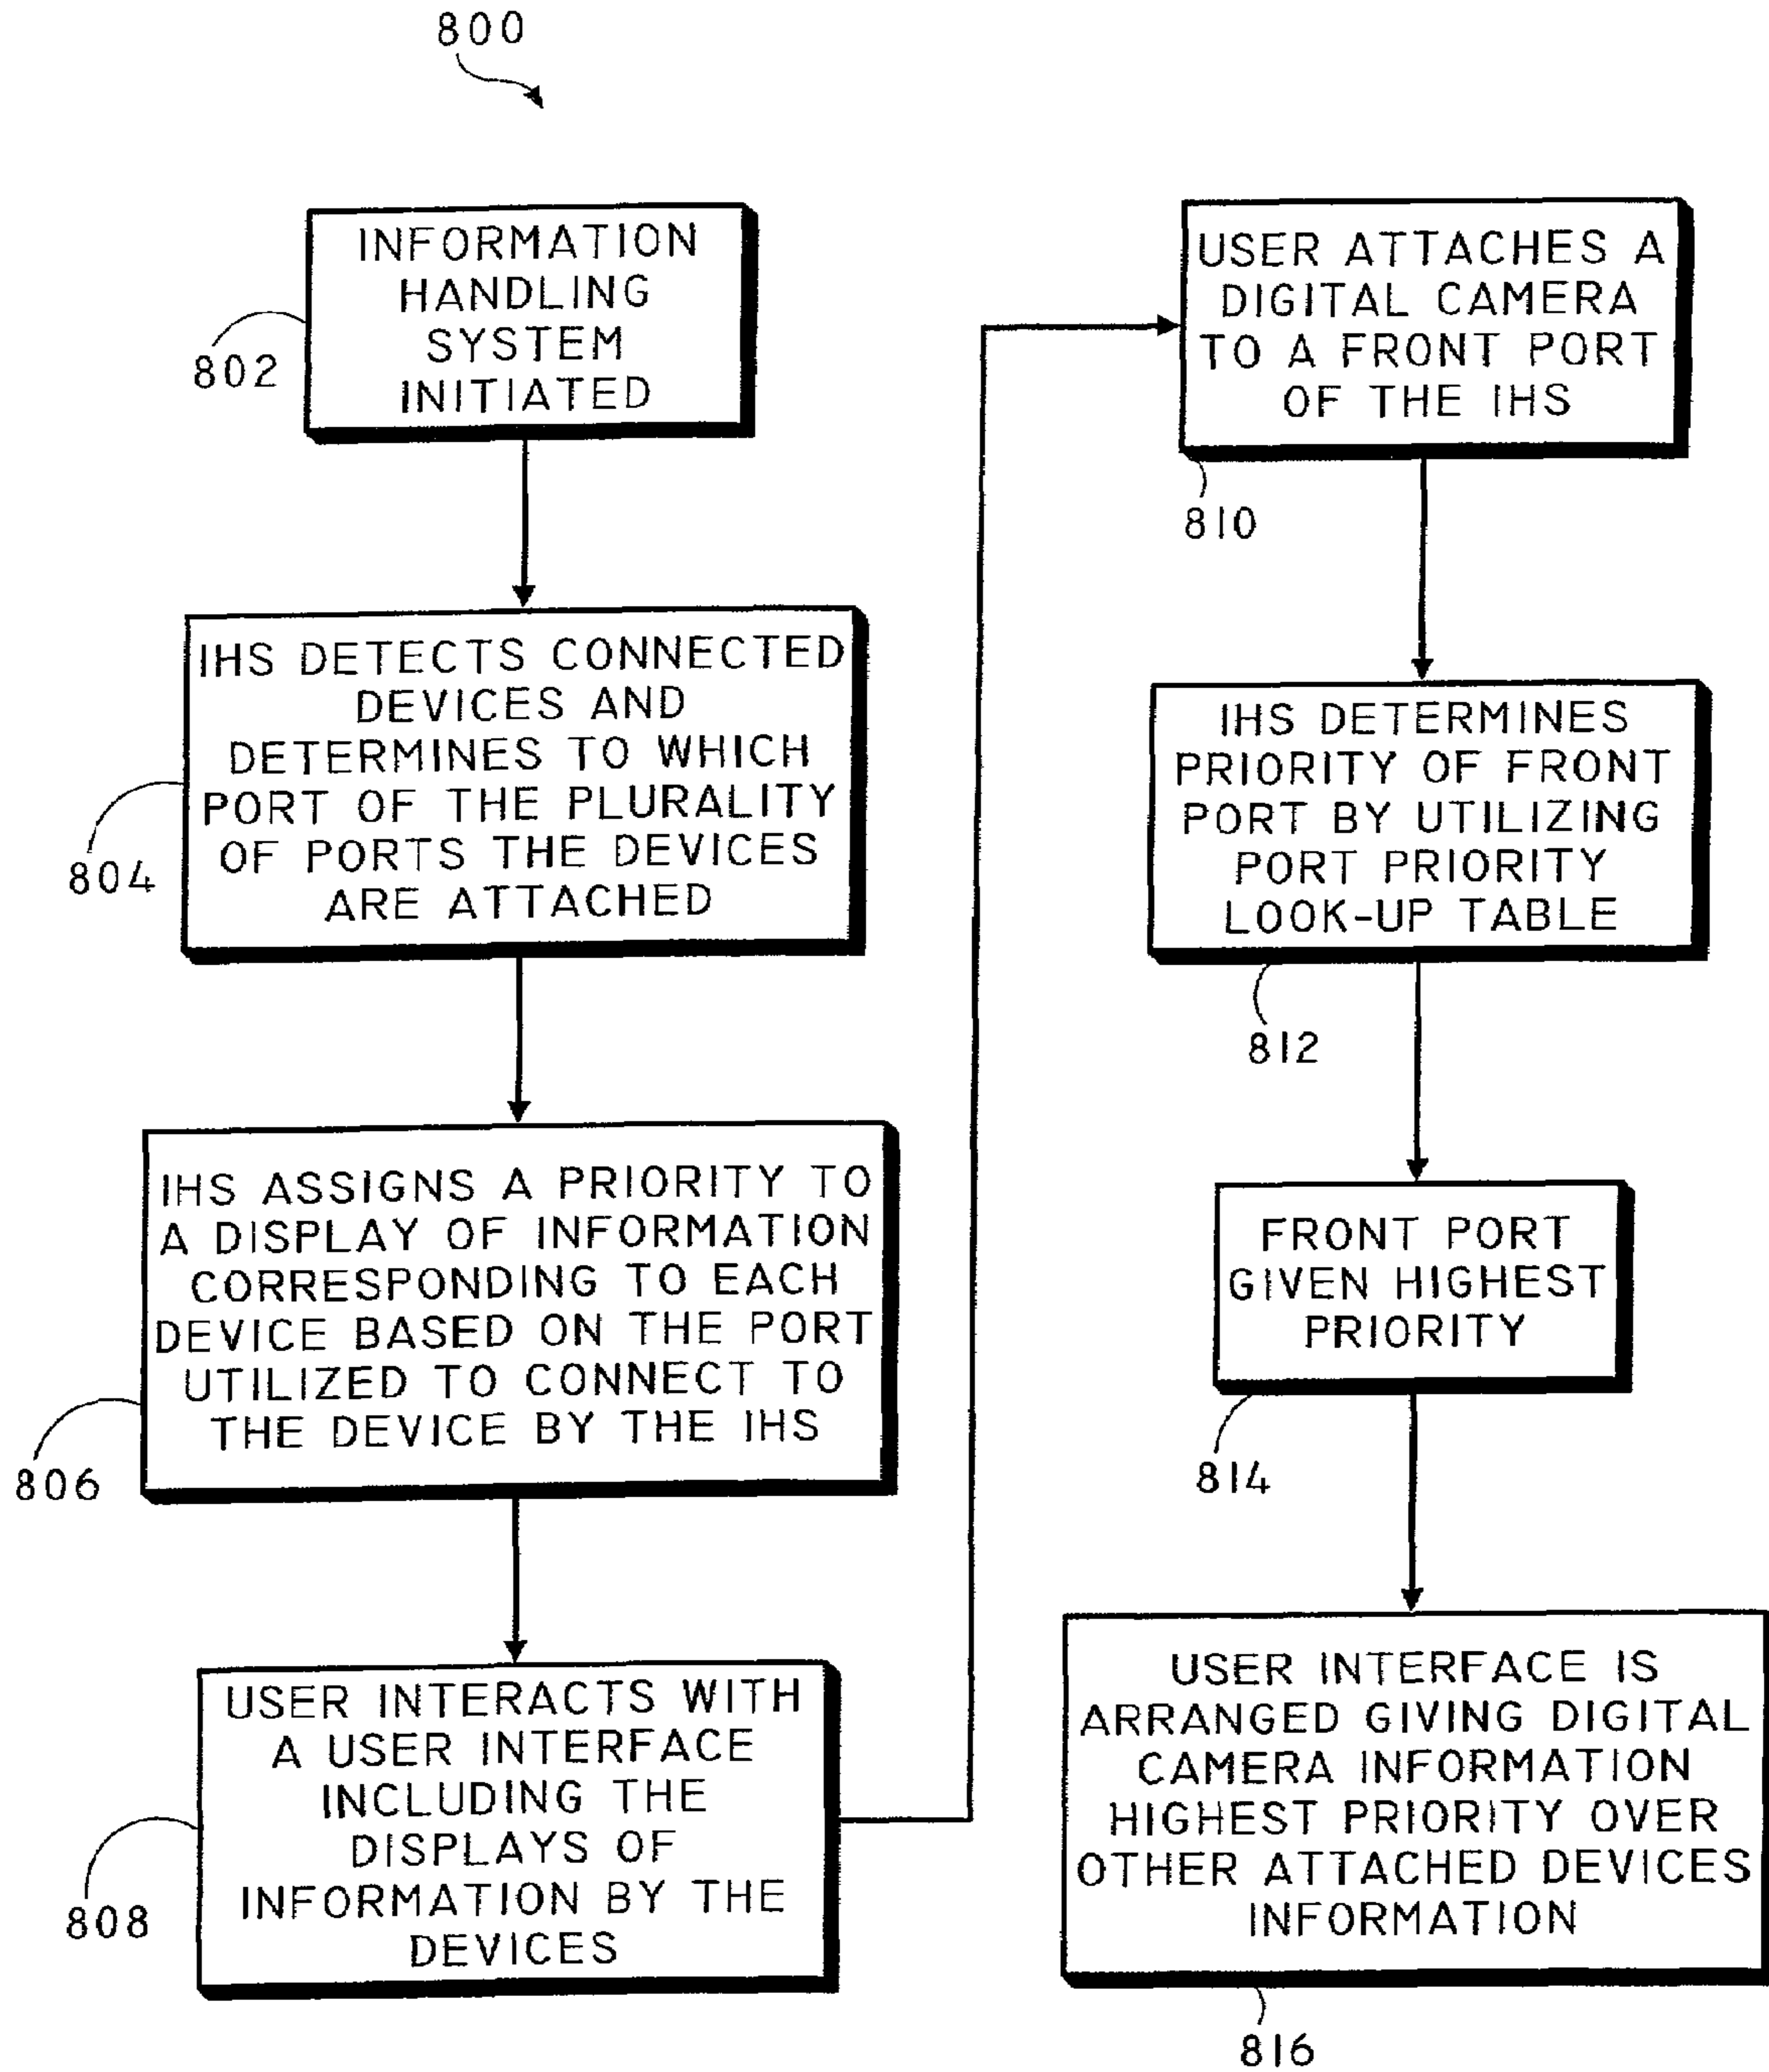 800
INFORMATION
HANDLING
SYSTEM
INITIATED
802
IHS DETECTS CONNECTED
DEVICES AND
DETERMINES TO WHICH
PORT OF THE PLURALITY
OF PORTS THE DEVICES
ARE ATTACHED
804
IHS ASSIGNS A PRIORITY TO
A DISPLAY OF INFORMATION
CORRESPONDING TO EACH
DEVICE BASED ON THE PORT
UTILIZED TO CONNECT TO
THE DEVICE BY THE IHS
806
USER INTERACTS WITH
A USER INTERFACE
INCLUDING THE
DISPLAYS OF
INFORMATION BY THE
DEVICES
808
USER ATTACHES A
DIGITAL CAMERA
TO A FRONT PORT
OF THE IHS
810
IHS DETERMINES
PRIORITY OF FRONT
PORT BY UTILIZING
PORT PRIORITY
LOOK-UP TABLE
812
FRONT PORT
GIVEN HIGHEST
PRIORITY
814
USER INTERFACE IS
ARRANGED GIVING DIGITAL
CAMERA INFORMATION
HIGHEST PRIORITY OVER
OTHER ATTACHED DEVICES
INFORMATION
816